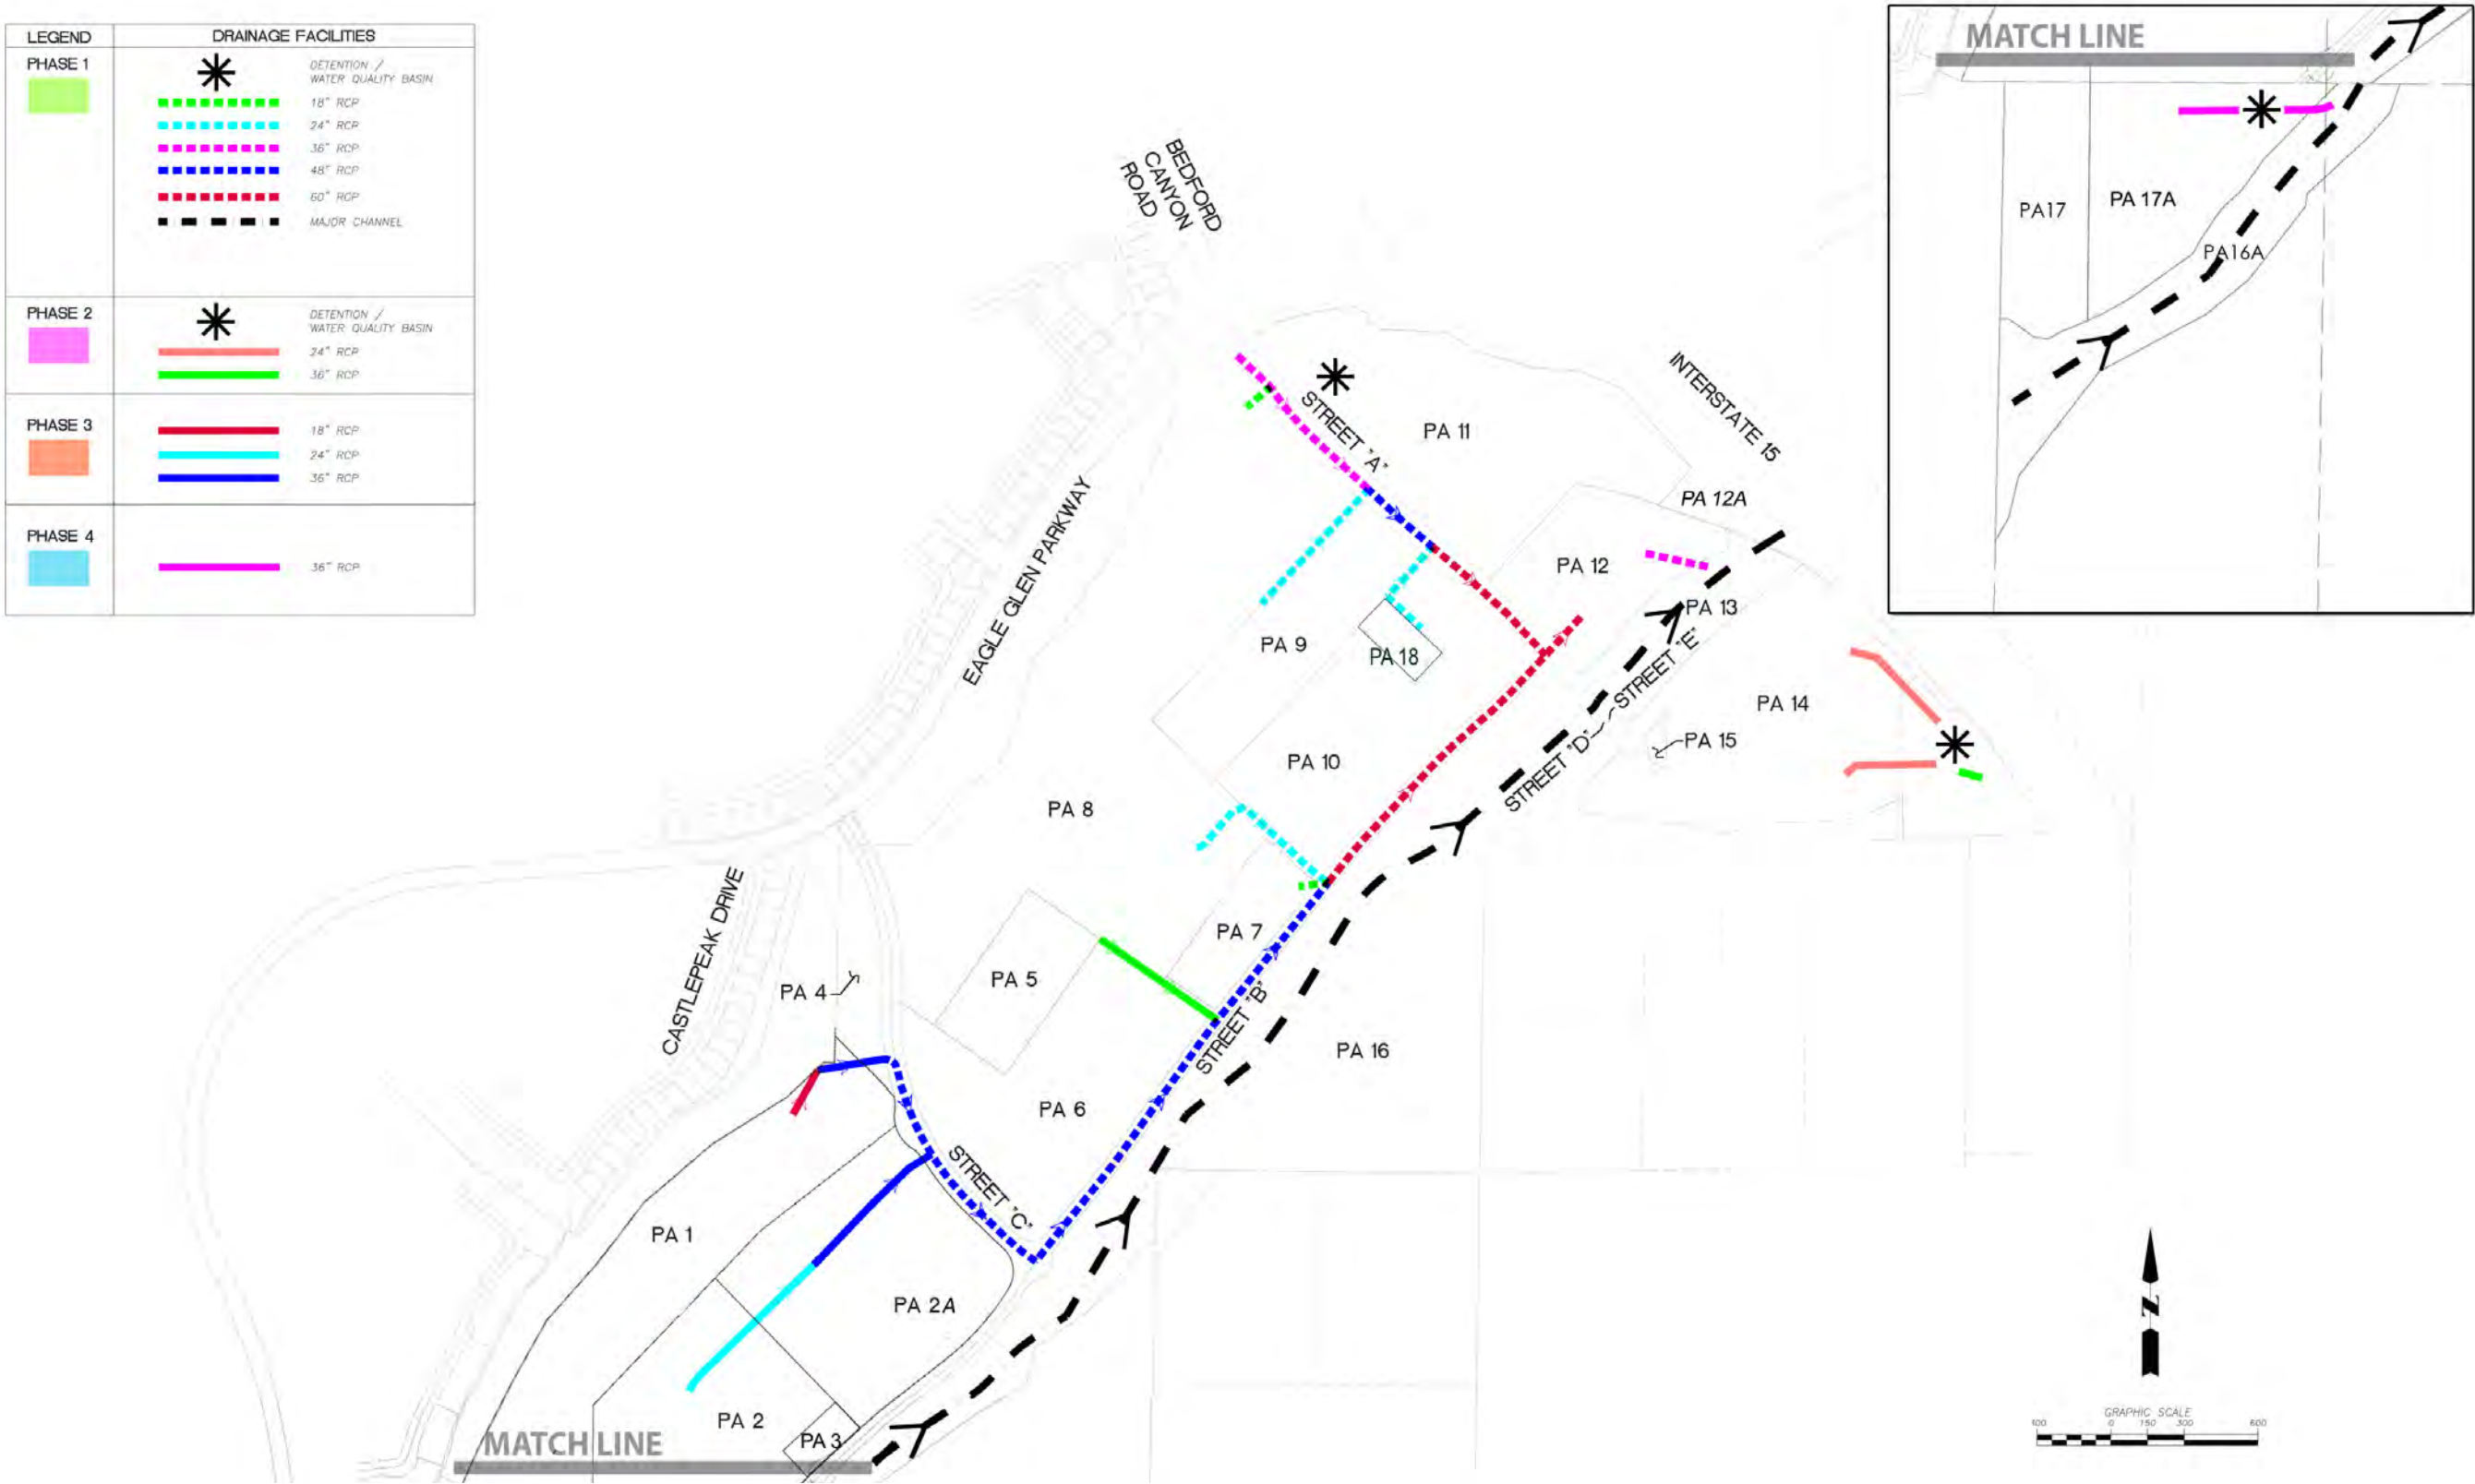 LEGEND
DRAINAGE FACILITIES
PHASE 1
DETENTION /
WATER QUALITY BASIN
18" RCP
24" RCP
36" RCP
48" RCP
60" RCP
MAJOR CHANNEL
PHASE 2
DETENTION /
WATER QUALITY BASIN
24" RCP
36" RCP
PHASE 3
18" RCP
24" RCP
36" RCP
PHASE 4
36" RCP
MATCH LINE
PA17
PA 17A
PA16A
BEDFORD
CANYON
ROAD
INTERSTATE 15
STREET "A"
PA 11
PA 12A
EAGLE GLEN PARKWAY
PA 12
PA 13
PA 9
PA 18
STREET "E"
PA 14
PA 15
PA 10
STREET "D"
PA 8
CASTLEPEAK DRIVE
PA 7
PA 5
PA 4
STREET "B"
PA 16
PA 6
STREET "C"
PA 1
PA 2A
PA 2
PA 3
MATCH LINE
N
GRAPHIC SCALE
0 150 300 600